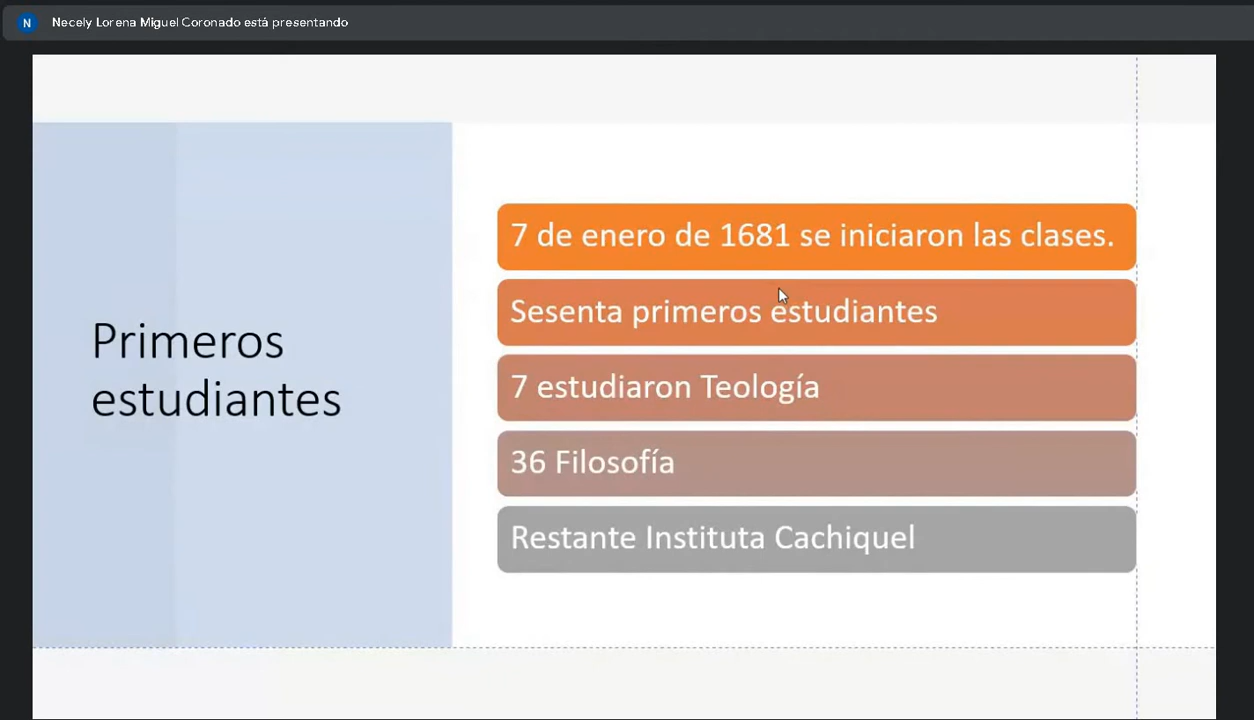 N
Necely Lorena Miguel Coronado está presentando
Primeros
estudiantes
7 de enero de 1681 se iniciaron las clases.
Sesenta primeros estudiantes
7 estudiaron Teología
36 Filosofía
Restante Instituta Cachiquel